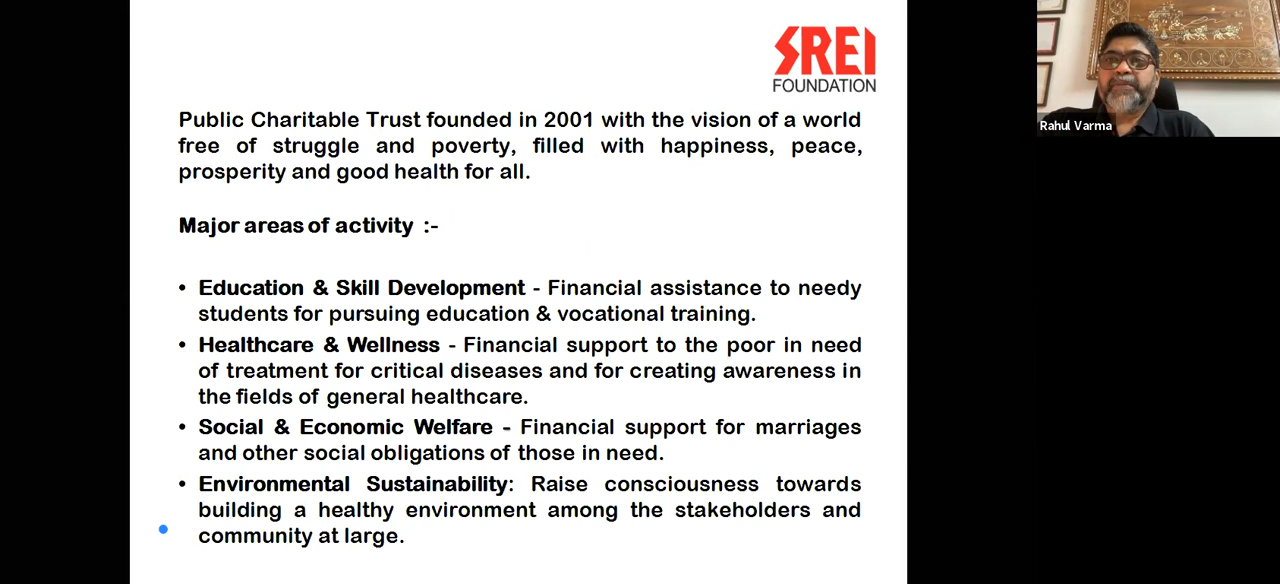 SREI
FOUNDATION
Public Charitable Trust founded in 2001 with the vision of a world
free of struggle and poverty, filled with happiness, peace,
prosperity and good health for all.
Major areas of activity :-
• Education & Skill Development - Financial assistance to needy
students for pursuing education & vocational training.
• Healthcare & Wellness - Financial support to the poor in need
of treatment for critical diseases and for creating awareness in
the fields of general healthcare.
• Social & Economic Welfare - Financial support for marriages
and other social obligations of those in need.
• Environmental Sustainability: Raise consciousness towards
building a healthy environment among the stakeholders and
community at large.
Rahul Varma